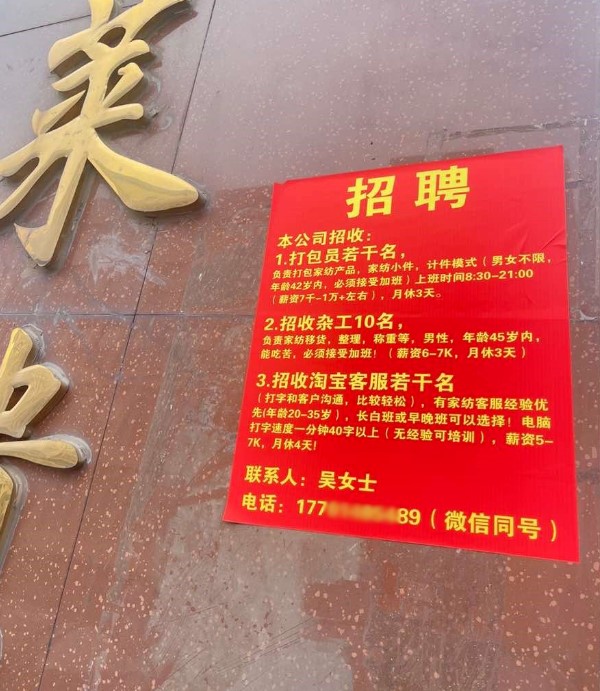 莱
招聘
本公司招收：
1.打包员若干名，
负责打包家纺产品，家纺小件，计件模式（男女不限，
年龄42岁内，必须接受加班）上班时间8:30-21:00
（薪资7千-1万+左右），月休3天。
2.招收杂工10名，
负责家纺移货，整理，称重等，男性，年龄45岁内，
能吃苦，必须接受加班！（薪资6-7K，月休3天）
3.招收淘宝客服若干名
（打字和客户沟通，比较轻松），有家纺客服经验优
先(年龄20-35岁)，长白班或早晚班可以选择！电脑
打字速度一分钟40字以上（无经验可培训），薪资5-
7K，月休4天！
联系人：吴女士
电话：177 89（微信同号）